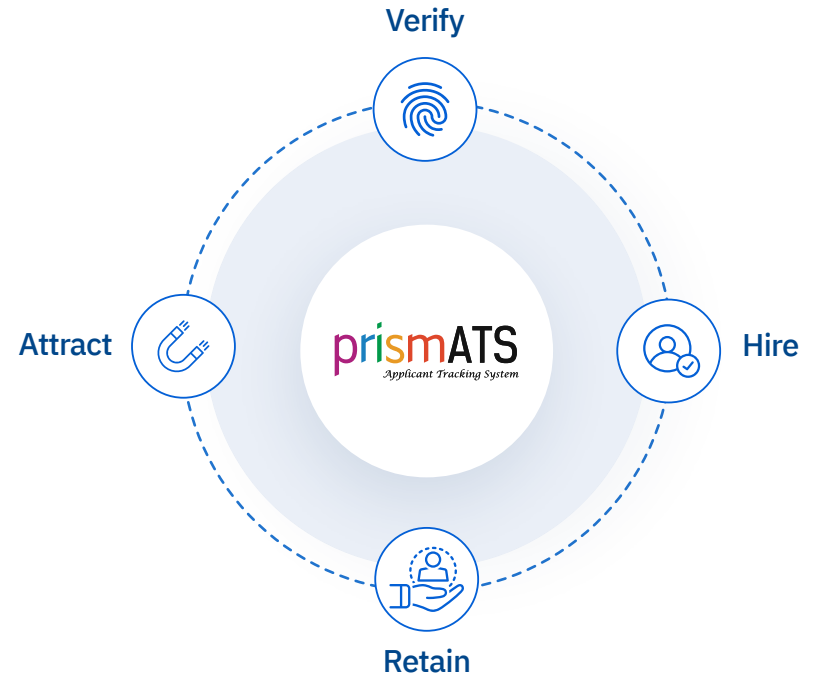 Verify
Attract
prismATS
Applicant Tracking System
Hire
Retain